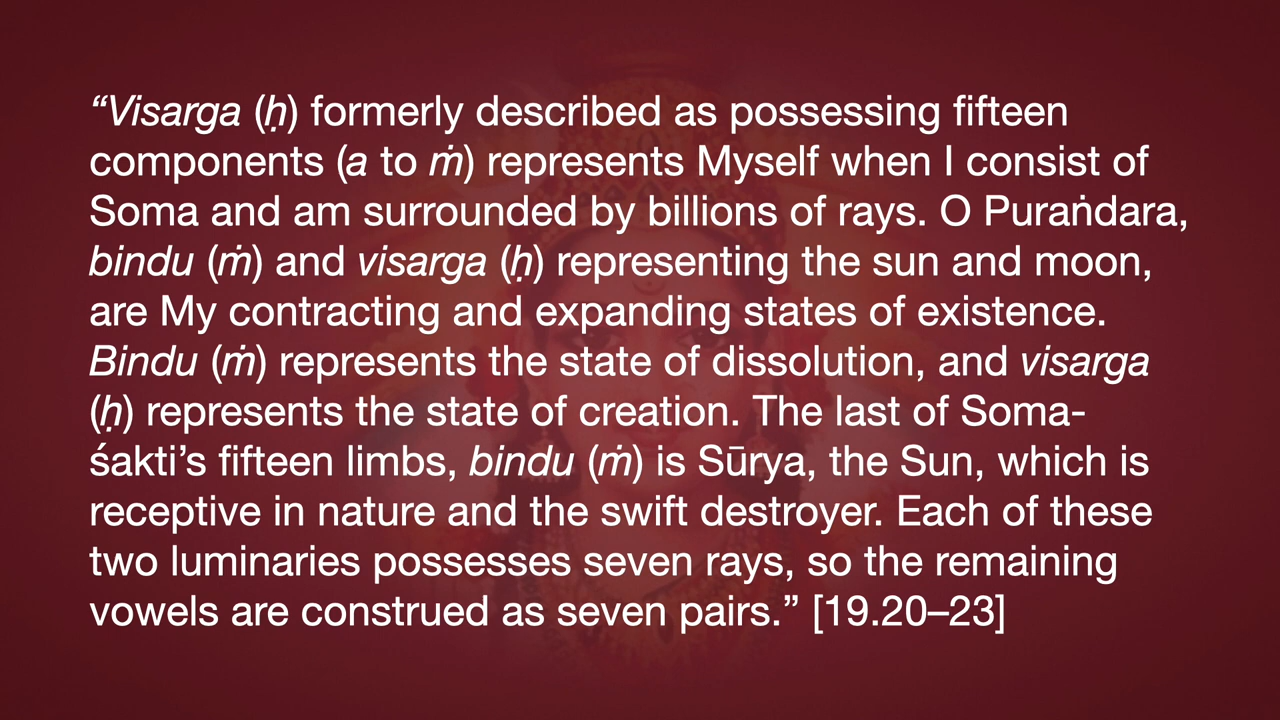 “Visarga (ḥ) formerly described as possessing fifteen
components (a to ṁ) represents Myself when I consist of
Soma and am surrounded by billions of rays. O Puraṅdara,
bindu (ṁ) and visarga (ḥ) representing the sun and moon,
are My contracting and expanding states of existence.
Bindu (ṁ) represents the state of dissolution, and visarga
(ḥ) represents the state of creation. The last of Soma-
śakti’s fifteen limbs, bindu (ṁ) is Sūrya, the Sun, which is
receptive in nature and the swift destroyer. Each of these
two luminaries possesses seven rays, so the remaining
vowels are construed as seven pairs.” [19.20–23]